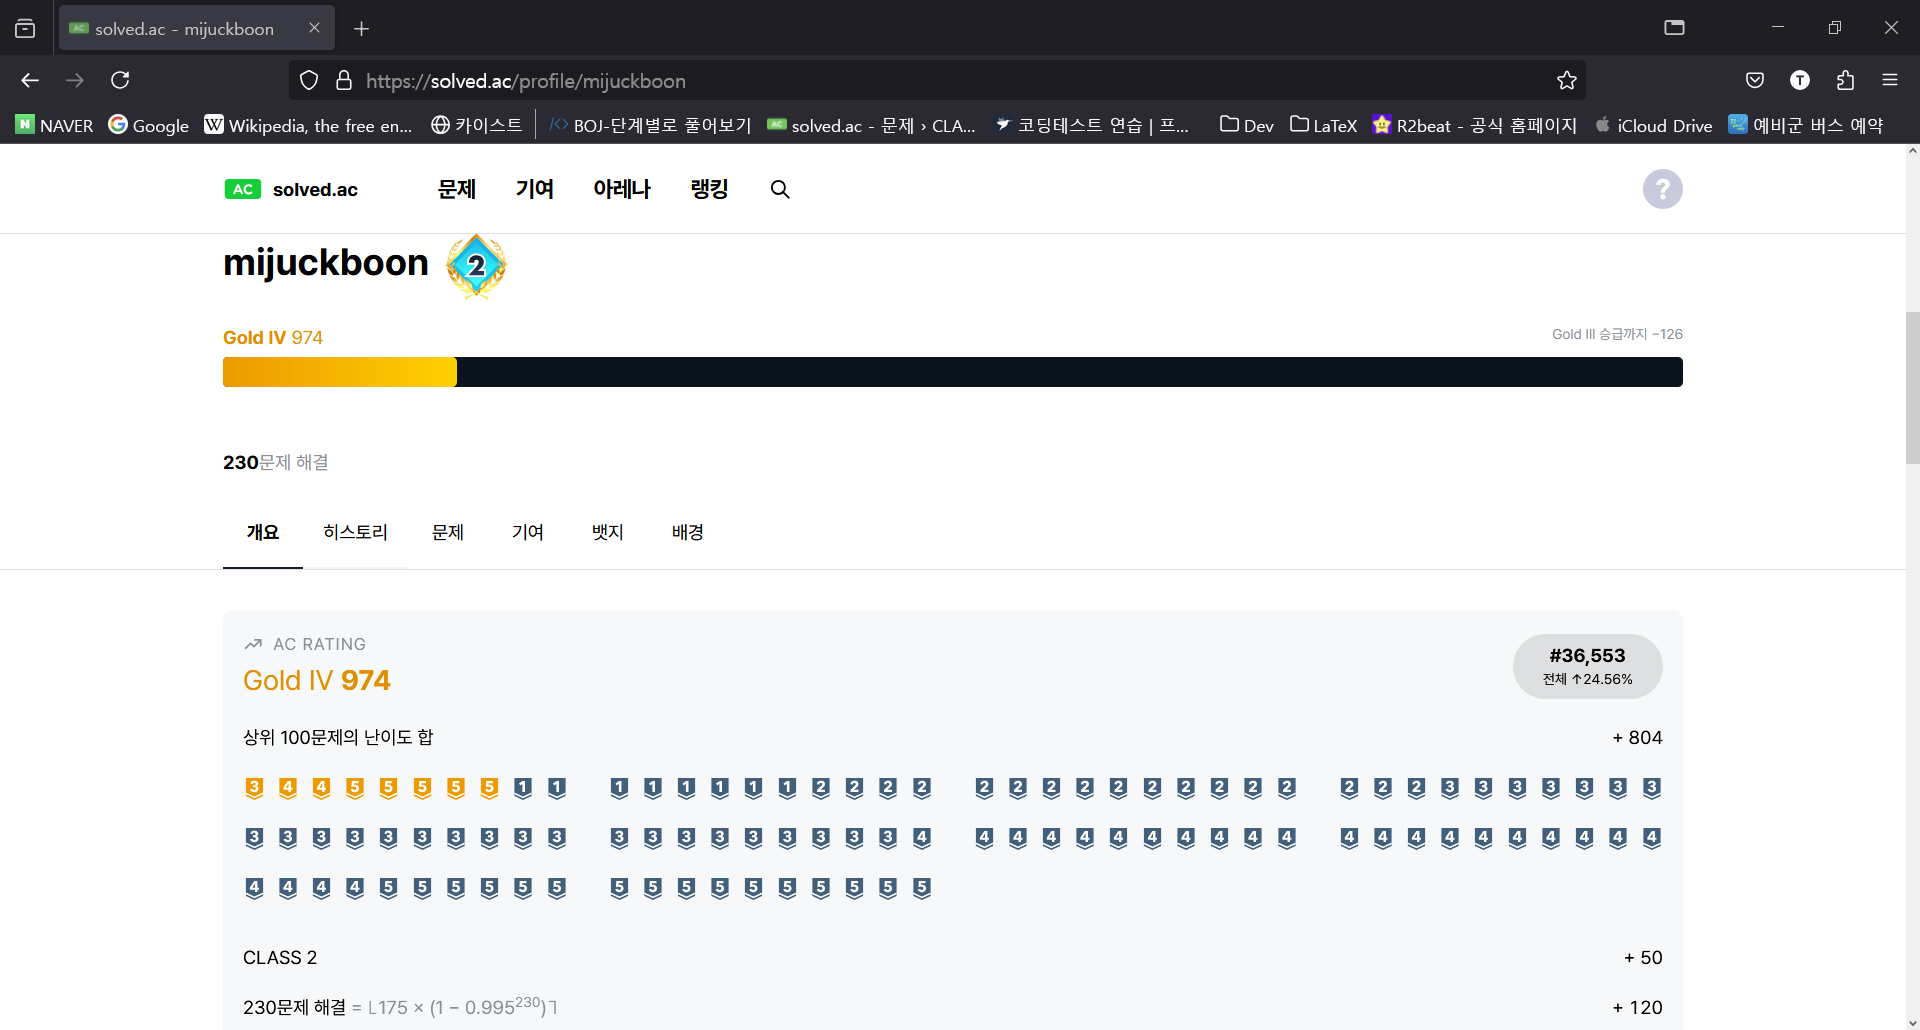 solved.ac - mijuckboon
https://solved.ac/profile/mijuckboon
NAVER
Google
Wikipedia, the free en...
카이스트
BOJ-단계별로 풀어보기
solved.ac - 문제 › CLA...
코딩테스트 연습 | 프...
Dev
LaTeX
R2beat - 공식 홈페이지
iCloud Drive
예비군 버스 예약
AC solved.ac 문제 기여 아레나 랭킹 ?
mijuckboon 2
Gold IV 974
Gold III 승급까지 −126
230문제 해결
개요 히스토리 문제 기여 뱃지 배경
AC RATING
Gold IV 974
#36,553
전체 ↑24.56%
상위 100문제의 난이도 합 + 804
3 4 4 5 5 5 5 5 1 1 1 1 1 1 1 1 2 2 2 2 2 2 2 2 2 2 2 2 2 2 2 2 2 3 3 3 3 3 3 3
3 3 3 3 3 3 3 3 3 3 3 3 3 3 3 3 3 3 3 4 4 4 4 4 4 4 4 4 4 4 4 4 4 4 4 4 4 4 4 4
4 4 4 4 5 5 5 5 5 5 5 5 5 5 5 5 5 5 5 5
CLASS 2 + 50
230문제 해결 = ⌊175 × (1 − 0.995²³⁰)⌉ + 120